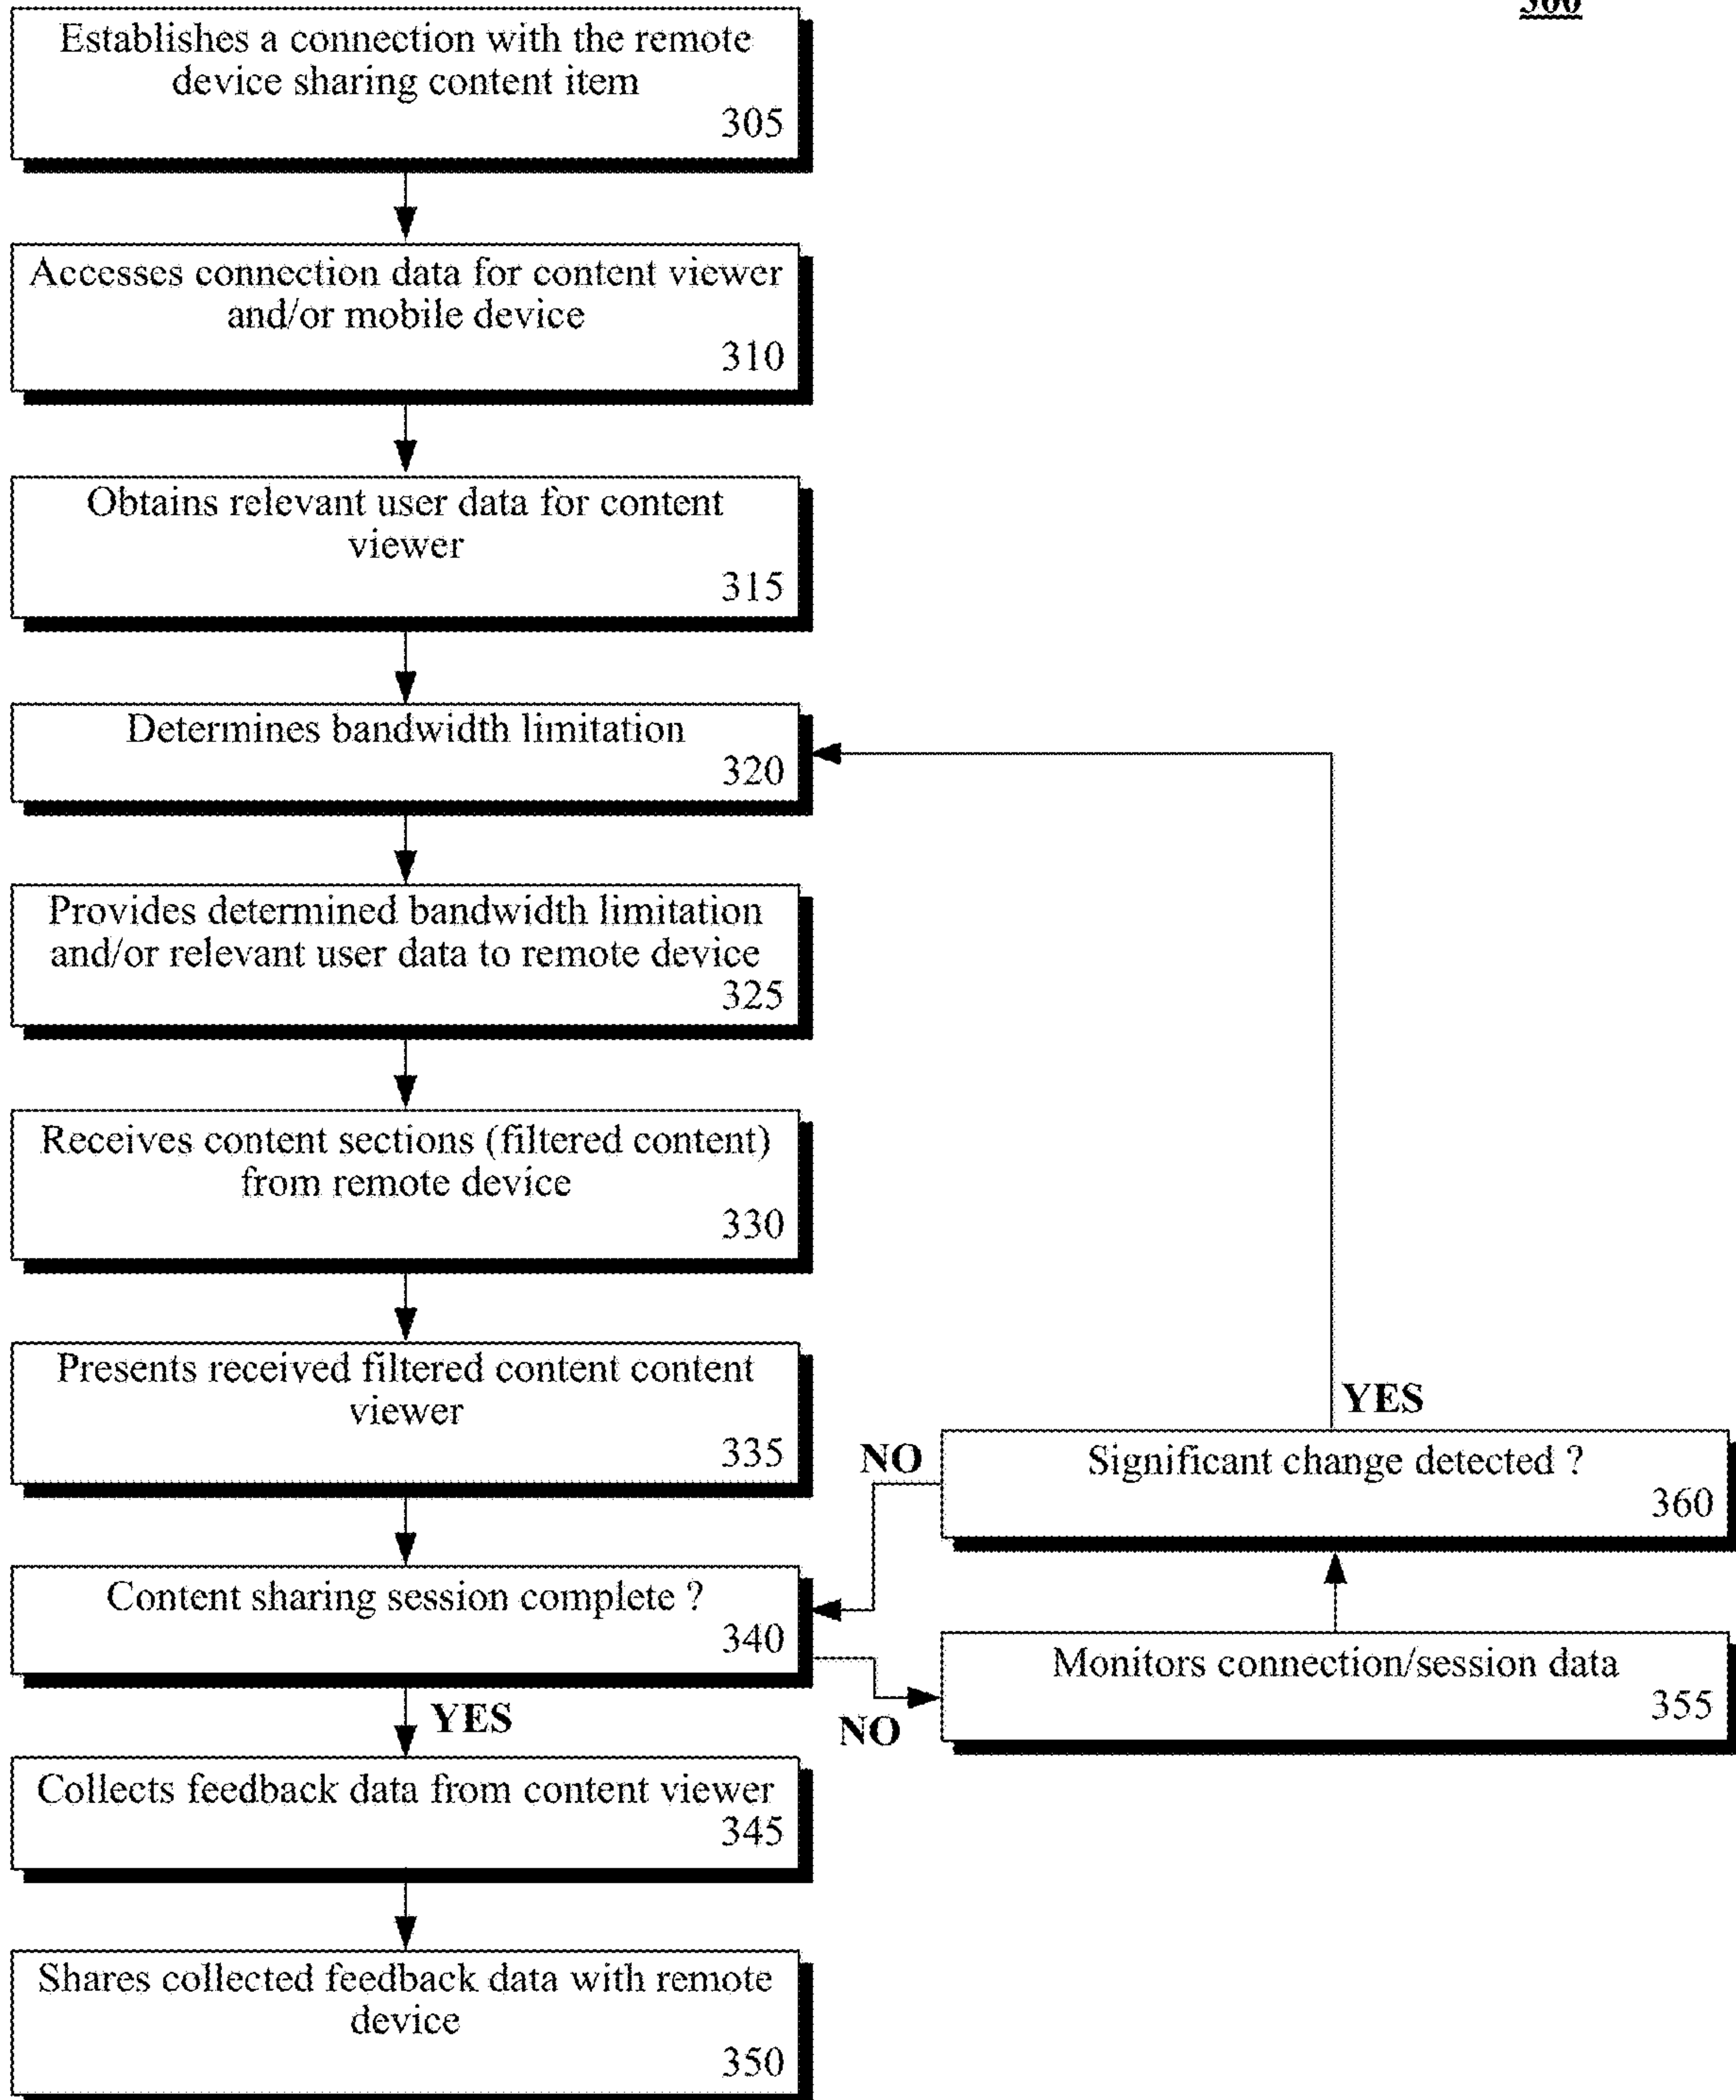 300
Establishes a connection with the remote
device sharing content item
305
Accesses connection data for content viewer
and/or mobile device
310
Obtains relevant user data for content
viewer
315
Determines bandwidth limitation
320
Provides determined bandwidth limitation
and/or relevant user data to remote device
325
Receives content sections (filtered content)
from remote device
330
Presents received filtered content content
viewer
335
YES
NO
Significant change detected ?
360
Content sharing session complete ?
340
Monitors connection/session data
355
YES
NO
Collects feedback data from content viewer
345
Shares collected feedback data with remote
device
350